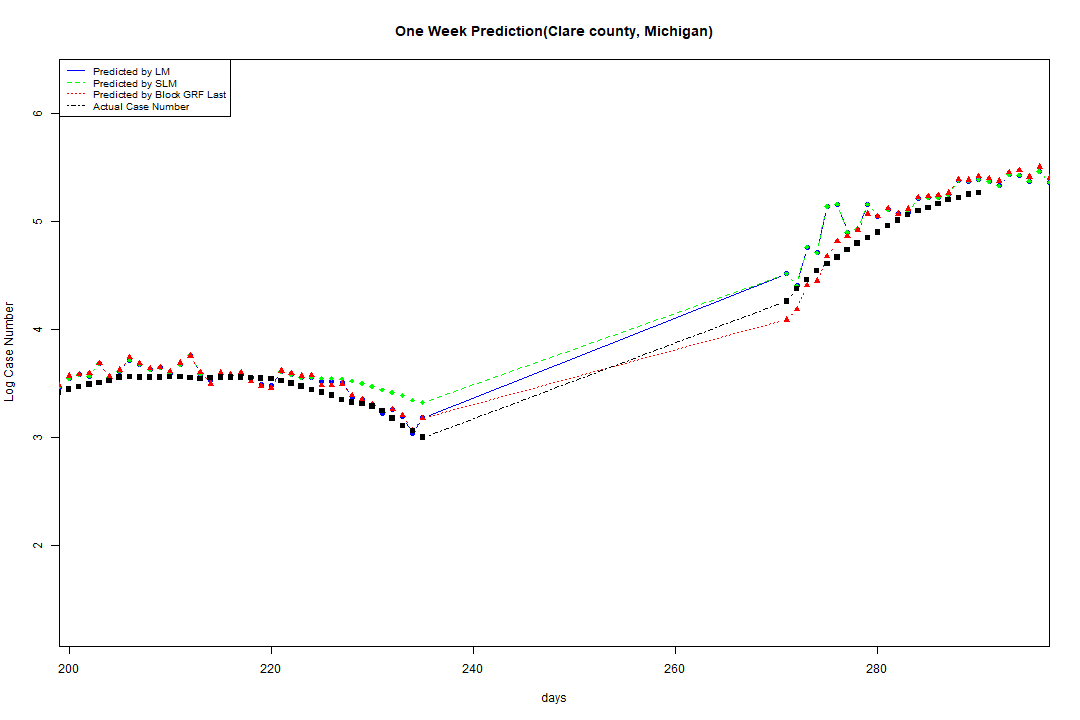 One Week Prediction(Clare county, Michigan)
Predicted by LM
Predicted by SLM
Predicted by Block GRF Last
Actual Case Number
6
5
4
3
2
Log Case Number
200 220 240 260 280
days